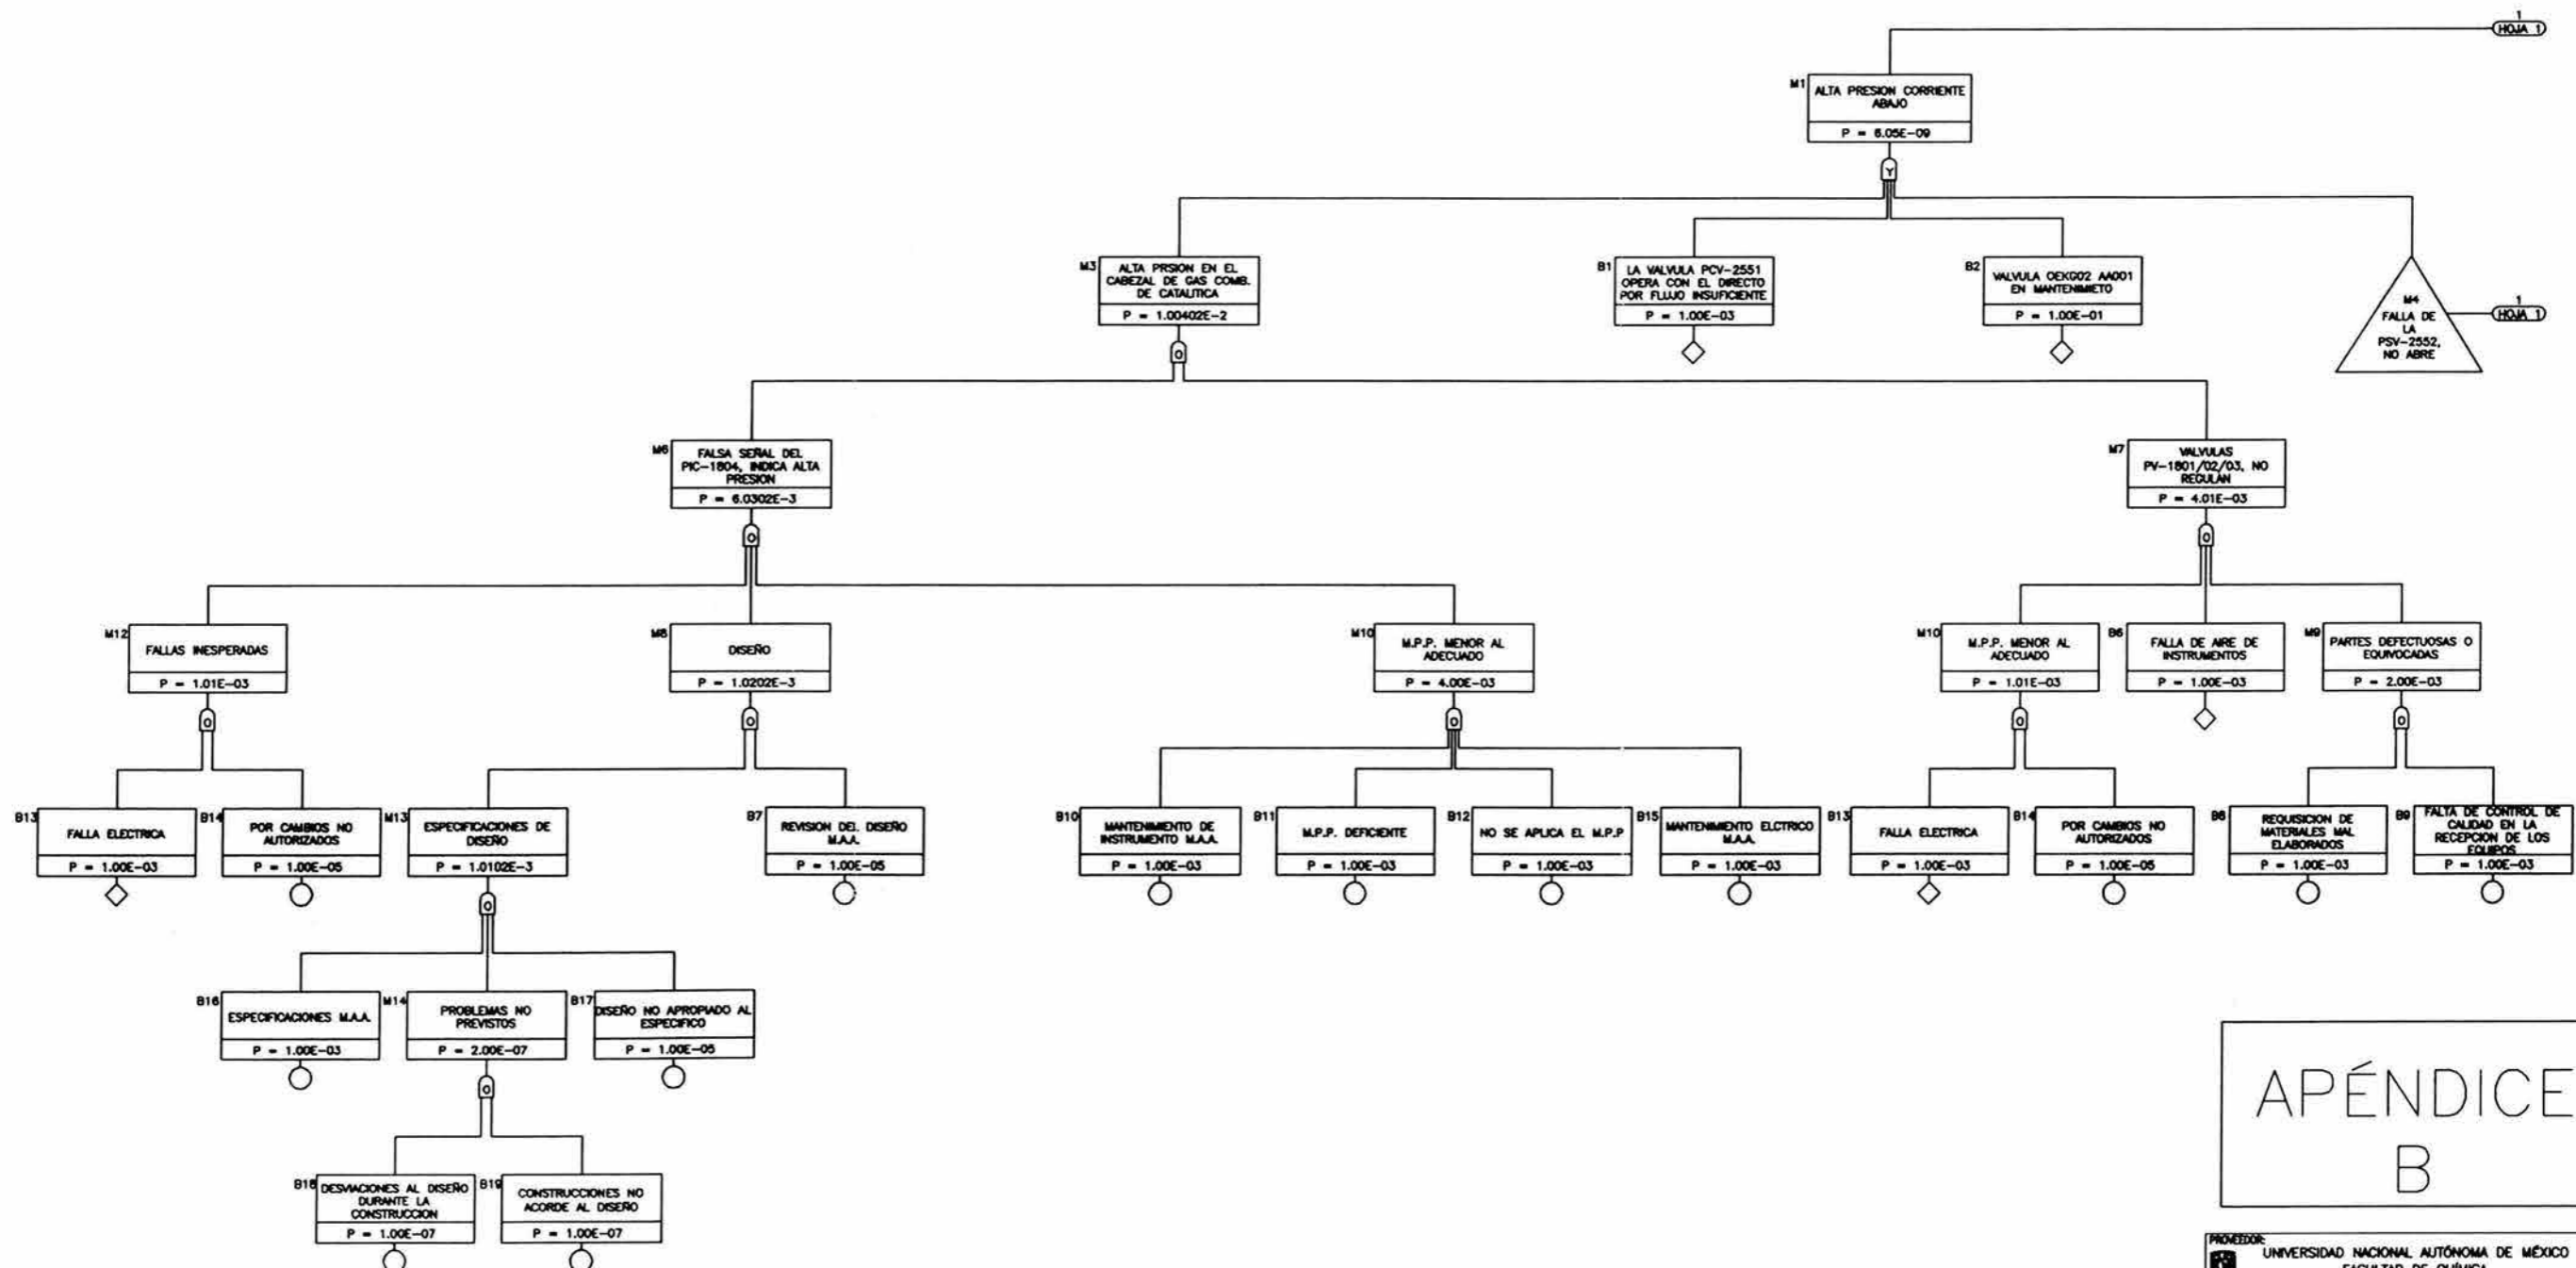 1
HOJA 1
M1
ALTA PRESION CORRIENTE
ABAJO
P = 6.05E-09
Y
M3
ALTA PRSION EN EL
CABEZAL DE GAS COMB.
DE CATALITICA
P = 1.00402E-2
O
B1
LA VALVULA PCV-2551
OPERA CON EL DIRECTO
POR FLUJO INSUFICIENTE
P = 1.00E-03
B2
VALVULA OEKG02 AA001
EN MANTENIMIETO
P = 1.00E-01
M4
FALLA DE
LA
PSV-2552,
NO ABRE
1
HOJA 1
M6
FALSA SEÑAL DEL
PIC-1804, INDICA ALTA
PRESION
P = 6.0302E-3
O
M7
VALVULAS
PV-1801/02/03, NO
REGULAN
P = 4.01E-03
O
M12
FALLAS INESPERADAS
P = 1.01E-03
O
M8
DISEÑO
P = 1.0202E-3
O
M10
M.P.P. MENOR AL
ADECUADO
P = 4.00E-03
O
M10
M.P.P. MENOR AL
ADECUADO
P = 1.01E-03
O
B6
FALLA DE AIRE DE
INSTRUMENTOS
P = 1.00E-03
M9
PARTES DEFECTUOSAS O
EQUIVOCADAS
P = 2.00E-03
O
B13
FALLA ELECTRICA
P = 1.00E-03
B14
POR CAMBIOS NO
AUTORIZADOS
P = 1.00E-05
M13
ESPECIFICACIONES DE
DISEÑO
P = 1.0102E-3
O
B7
REVISION DEL DISEÑO
M.A.A.
P = 1.00E-05
B10
MANTENIMIENTO DE
INSTRUMENTO M.A.A.
P = 1.00E-03
B11
M.P.P. DEFICIENTE
P = 1.00E-03
B12
NO SE APLICA EL M.P.P
P = 1.00E-03
B15
MANTENIMIENTO ELCTRICO
M.A.A.
P = 1.00E-03
B13
FALLA ELECTRICA
P = 1.00E-03
B14
POR CAMBIOS NO
AUTORIZADOS
P = 1.00E-05
B8
REQUISICION DE
MATERIALES MAL
ELABORADOS
P = 1.00E-03
B9
FALTA DE CONTROL DE
CALIDAD EN LA
RECEPCION DE LOS
EQUIPOS
P = 1.00E-03
B16
ESPECIFICACIONES M.A.A.
P = 1.00E-03
M14
PROBLEMAS NO
PREVISTOS
P = 2.00E-07
O
B17
DISEÑO NO APROPIADO AL
ESPECIFICO
P = 1.00E-05
B18
DESVIACIONES AL DISEÑO
DURANTE LA
CONSTRUCCION
P = 1.00E-07
B19
CONSTRUCCIONES NO
ACORDE AL DISEÑO
P = 1.00E-07
APÉNDICE
B
PROVEEDOR:
UNIVERSIDAD NACIONAL AUTÓNOMA DE MÉXICO
FACULTAD DE QUÍMICA